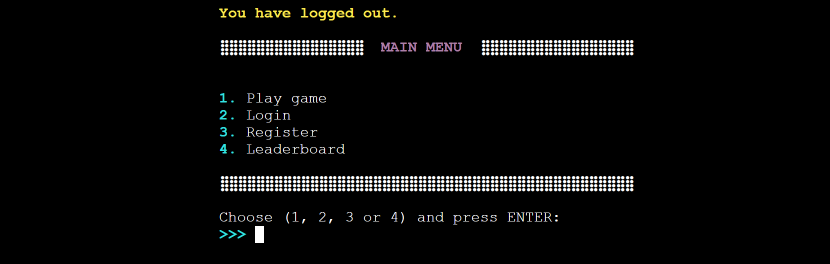 You have logged out.
MAIN MENU
1. Play game
2. Login
3. Register
4. Leaderboard
Choose (1, 2, 3 or 4) and press ENTER:
>>>